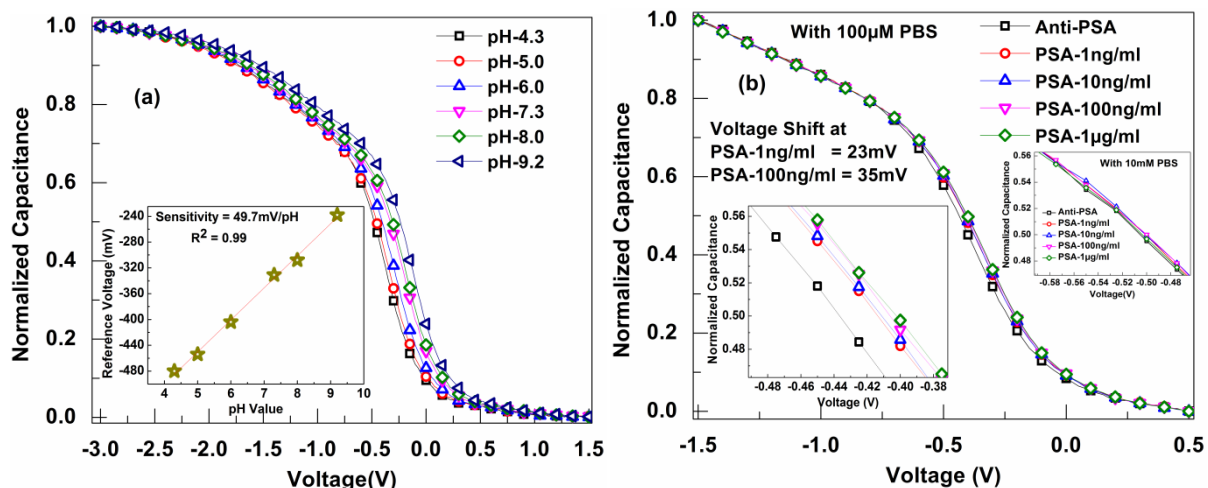 (a)
pH-4.3
pH-5.0
pH-6.0
pH-7.3
pH-8.0
pH-9.2
Normalized Capacitance
1.0
0.8
0.6
0.4
0.2
0.0
-3.0 -2.5 -2.0 -1.5 -1.0 -0.5 0.0 0.5 1.0 1.5
Voltage(V)
Sensitivity = 49.7mV/pH
R2 = 0.99
Reference Voltage (mV)
-240
-280
-320
-360
-400
-440
-480
4 5 6 7 8 9 10
pH Value
With 100µM PBS
(b)
Anti-PSA
PSA-1ng/ml
PSA-10ng/ml
PSA-100ng/ml
PSA-1µg/ml
Voltage Shift at
PSA-1ng/ml = 23mV
PSA-100ng/ml = 35mV
Normalized Capacitance
1.0
0.8
0.6
0.4
0.2
0.0
-1.5 -1.0 -0.5 0.0 0.5
Voltage (V)
Normalized Capacitance
0.56
0.54
0.52
0.50
0.48
-0.48 -0.46 -0.44 -0.42 -0.40 -0.38
Voltage (V)
With 10mM PBS
Normalized Capacitance
0.56
0.54
0.52
0.50
0.48
Anti-PSA
PSA-1ng/ml
PSA-10ng/ml
PSA-100ng/ml
PSA-1µg/ml
-0.58 -0.56 -0.54 -0.52 -0.50 -0.48
Voltage(V)